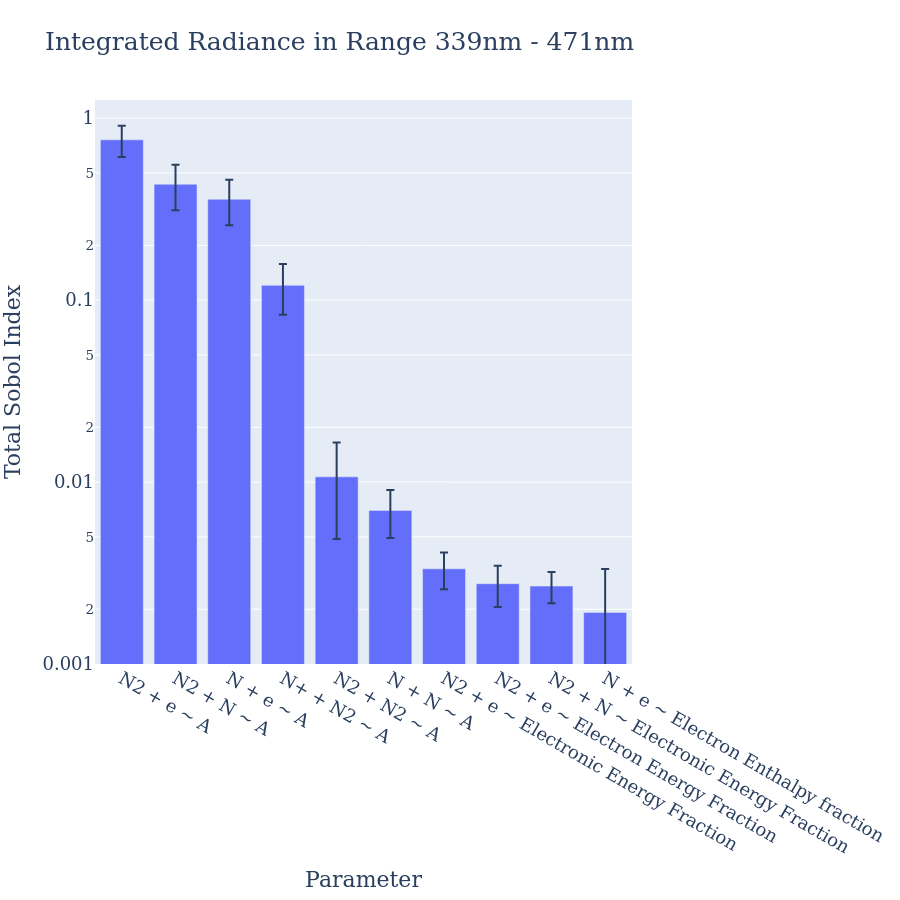 Integrated Radiance in Range 339nm - 471nm
1
5
2
0.1
5
2
0.01
5
2
0.001
Total Sobol Index
N2 + e ~ A
N2 + N ~ A
N + e ~ A
N+ + N2 ~ A
N2 + N2 ~ A
N + N ~ A
N2 + e ~ Electronic Energy Fraction
N2 + e ~ Electron Energy Fraction
N2 + N ~ Electronic Energy Fraction
N + e ~ Electron Enthalpy fraction
Parameter